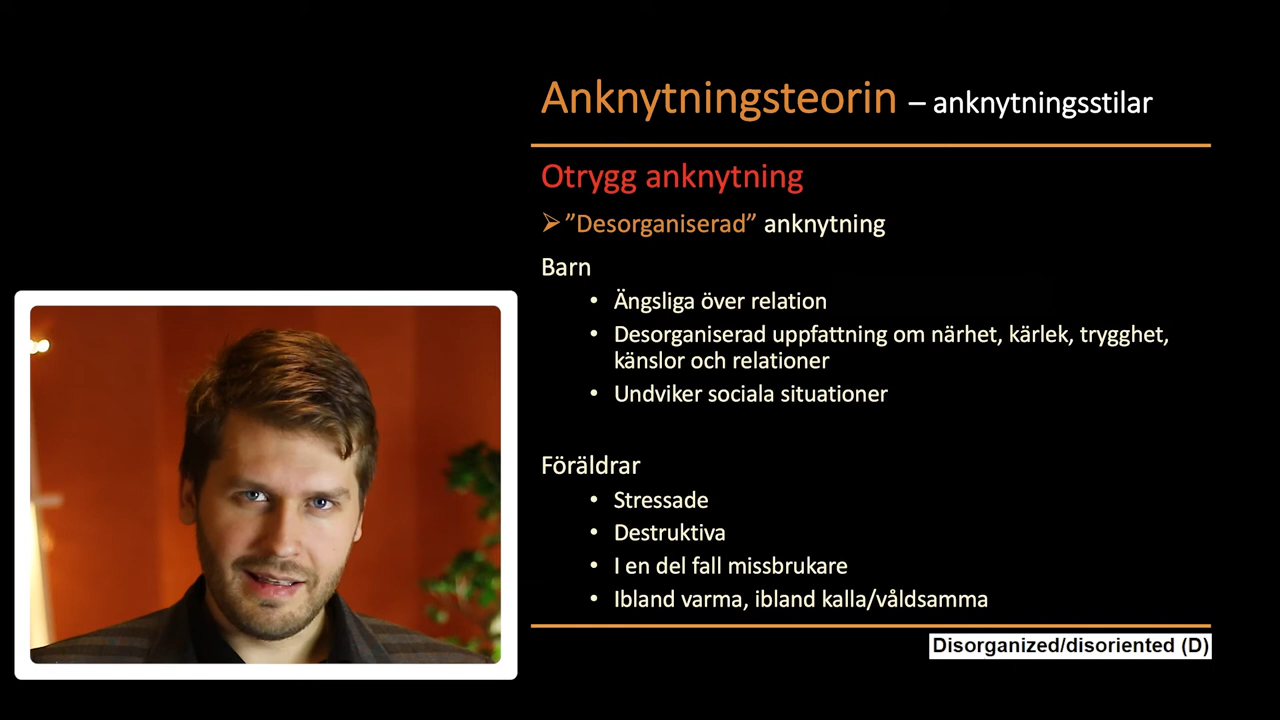 Anknytningsteorin – anknytningsstilar
Otrygg anknytning
➢ ”Desorganiserad” anknytning
Barn
• Ängsliga över relation
• Desorganiserad uppfattning om närhet, kärlek, trygghet,
känslor och relationer
• Undviker sociala situationer
Föräldrar
• Stressade
• Destruktiva
• I en del fall missbrukare
• Ibland varma, ibland kalla/våldsamma
Disorganized/disoriented (D)